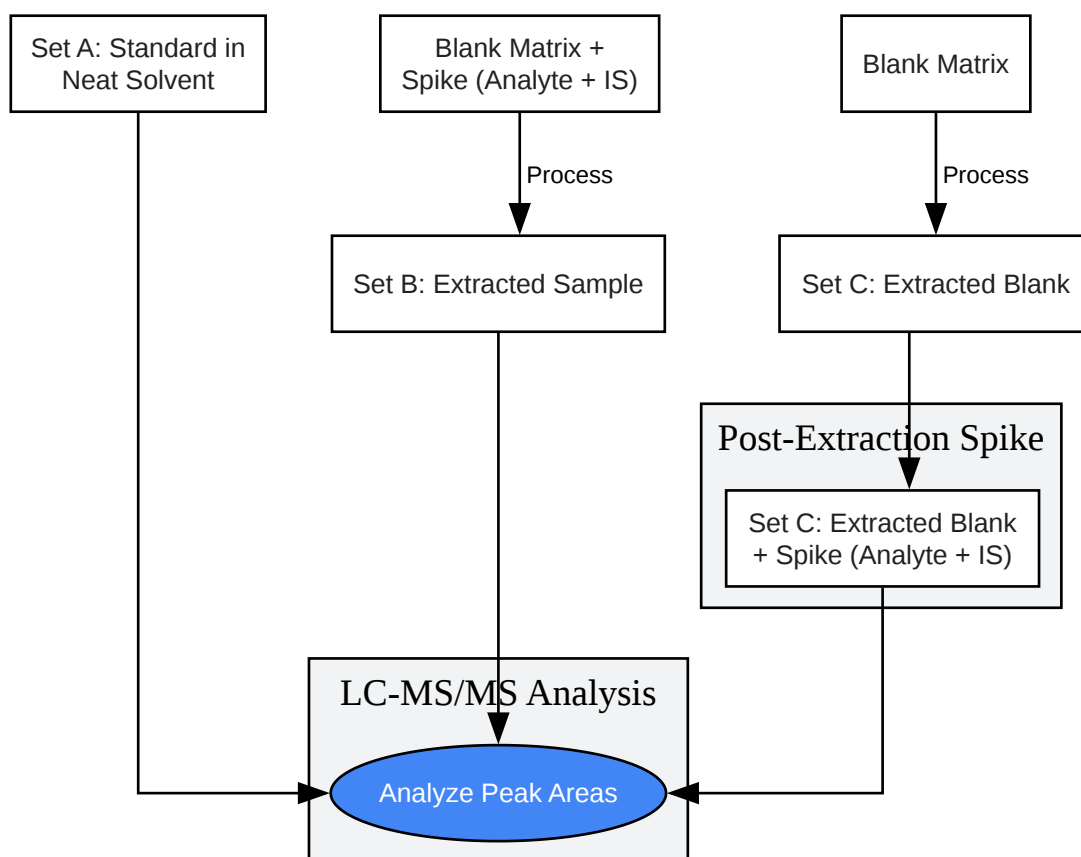 Set A: Standard in
Neat Solvent
Blank Matrix +
Spike (Analyte + IS)
Blank Matrix
Process
Process
Set B: Extracted Sample
Set C: Extracted Blank
Post-Extraction Spike
Set C: Extracted Blank
+ Spike (Analyte + IS)
LC-MS/MS Analysis
Analyze Peak Areas